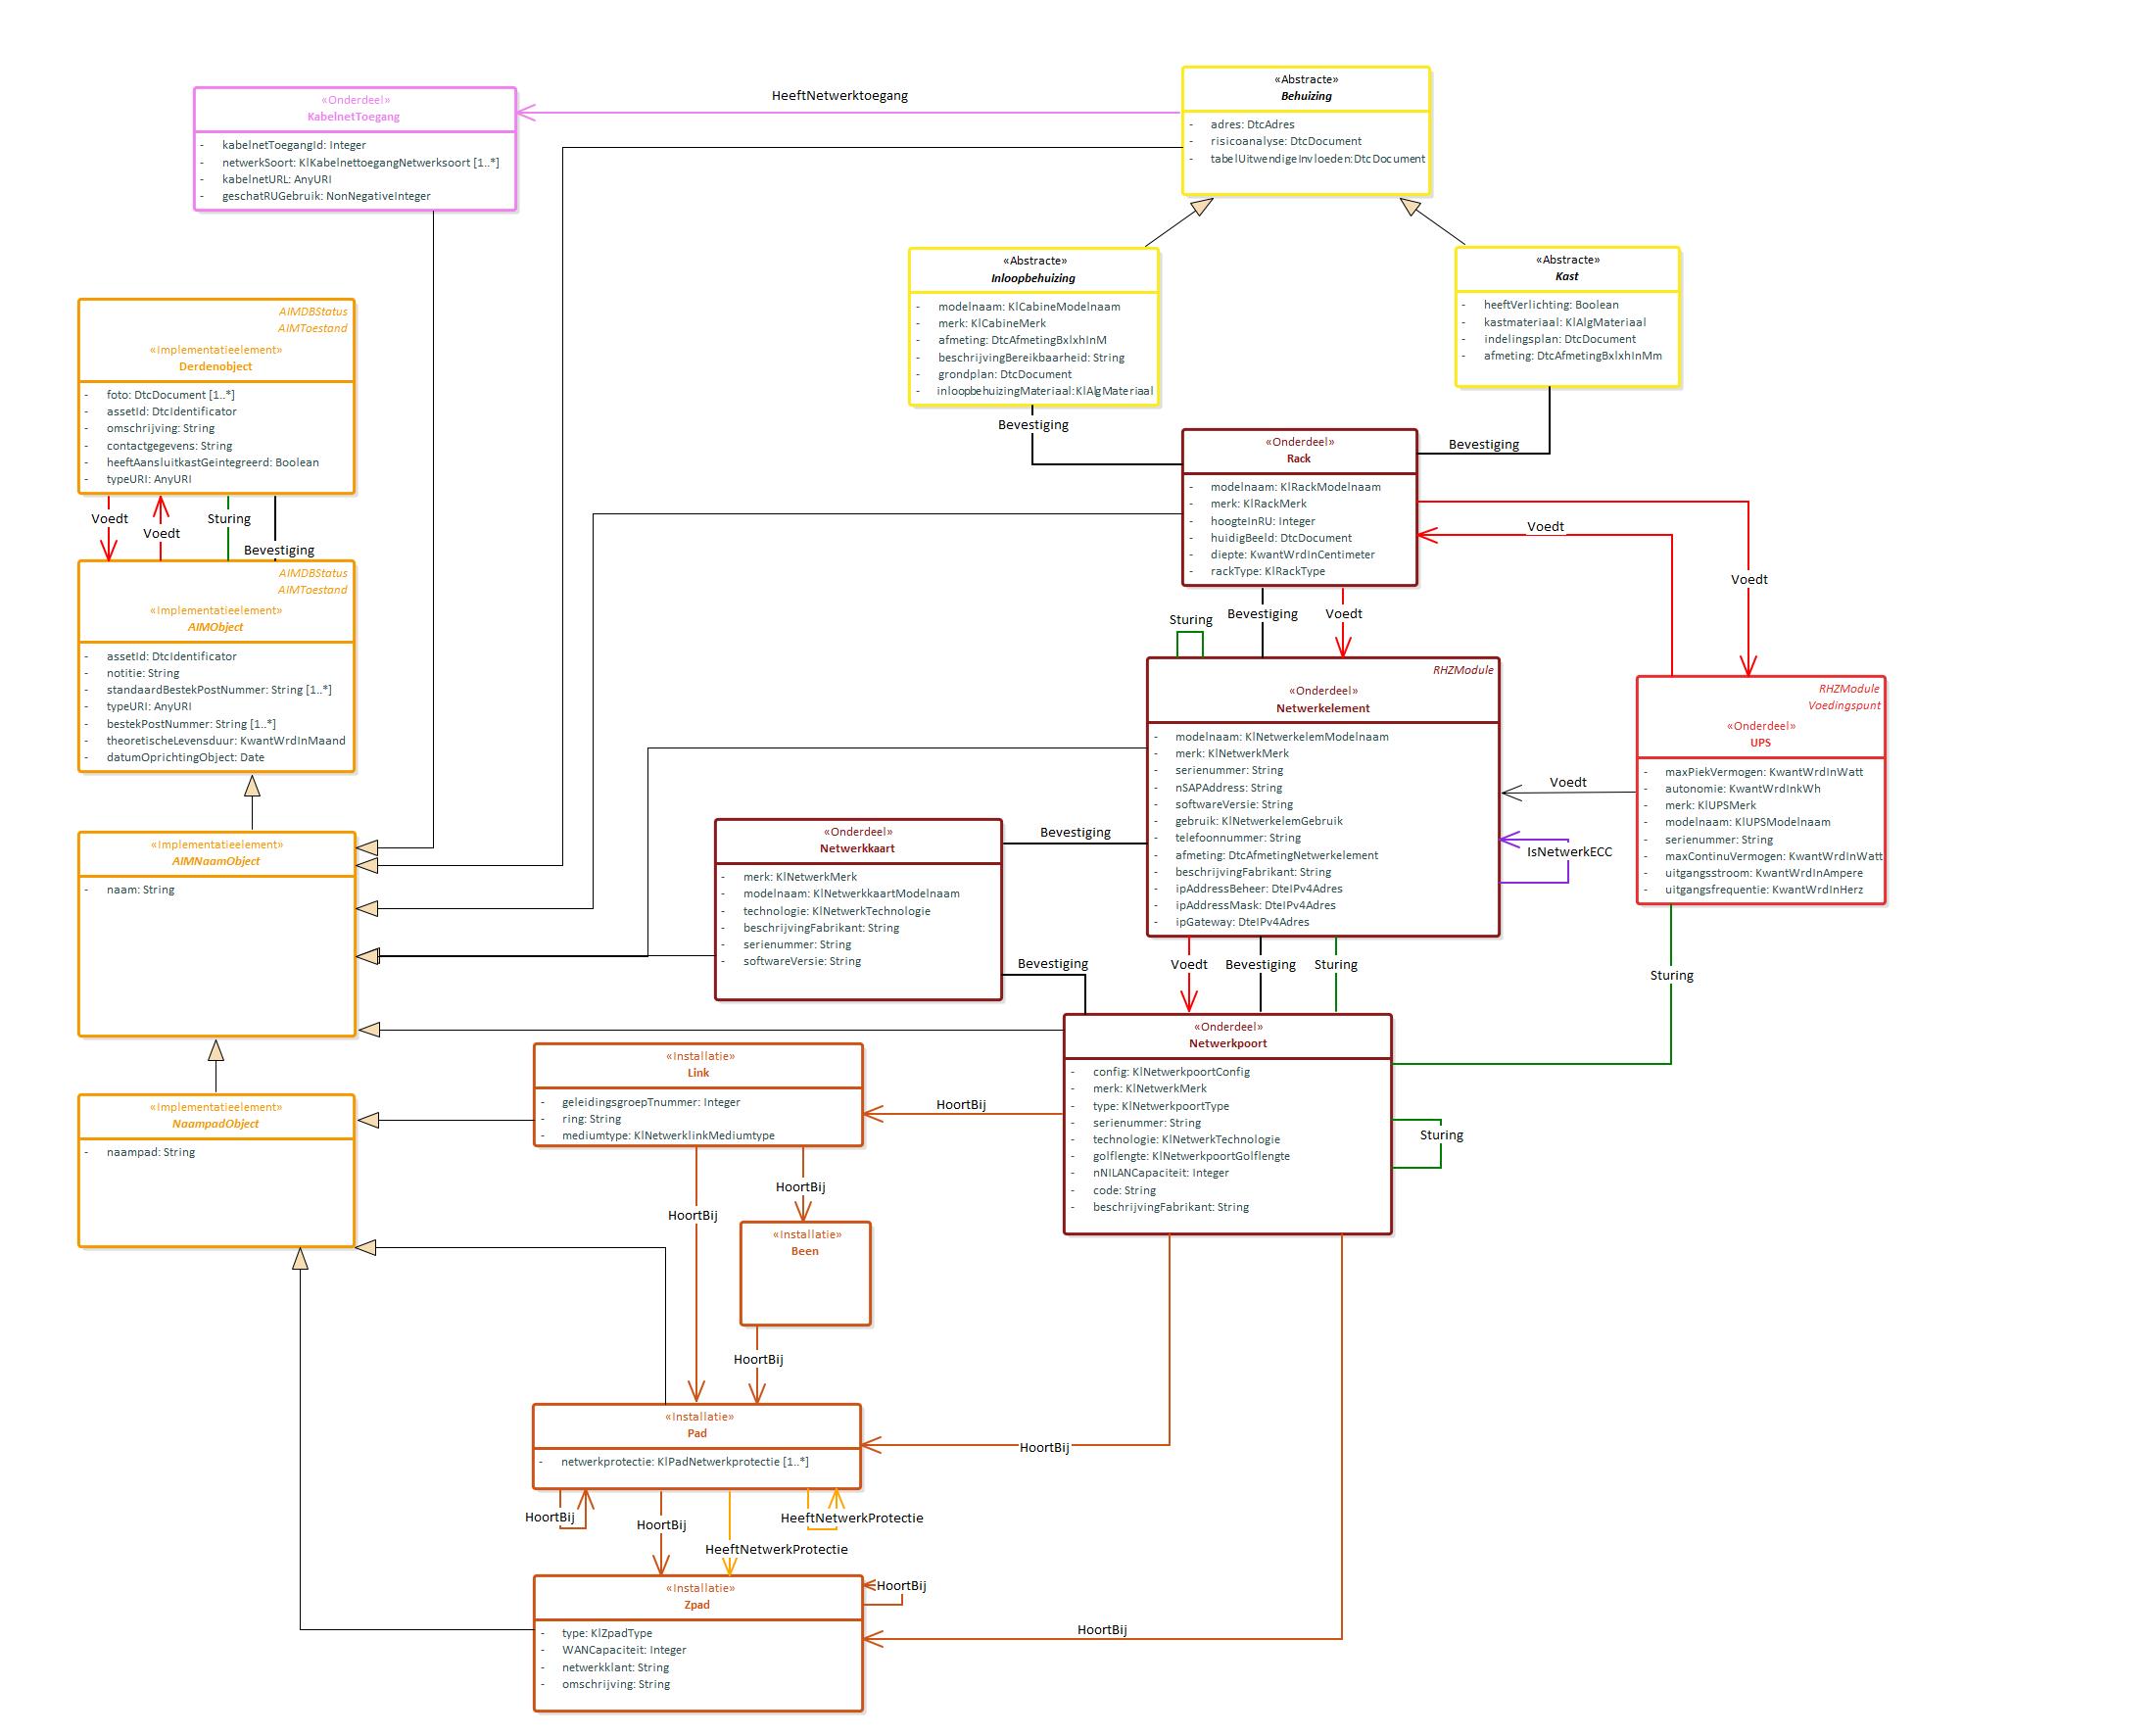 HeeftNetwerktoegang
«Onderdeel»
KabelnetToegang
- kabelnetToegangId: Integer
- netwerkSoort: KlKabelnettoegangNetwerksoort [1..*]
- kabelnetURL: AnyURI
- geschatRUGebruik: NonNegativeInteger
«Abstracte»
Behuizing
- adres: DtcAdres
- risicoanalyse: DtcDocument
- tabelUitwendigeInvloeden:DtcDocument
«Abstracte»
Inloopbehuizing
- modelnaam: KlCabineModelnaam
- merk: KlCabineMerk
- afmeting: DtcAfmetingBxlxhInM
- beschrijvingBereikbaarheid: String
- grondplan: DtcDocument
- inloopbehuizingMateriaal:KlAlgMateriaal
«Abstracte»
Kast
- heeftVerlichting: Boolean
- kastmateriaal: KlAlgMateriaal
- indelingsplan: DtcDocument
- afmeting: DtcAfmetingBxlxhInMm
AIMDBStatus
AIMToestand
«Implementatieelement»
Derdenobject
- foto: DtcDocument [1..*]
- assetId: DtcIdentificator
- omschrijving: String
- contactgegevens: String
- heeftAansluitkastGeintegreerd: Boolean
- typeURI: AnyURI
Voedt
Voedt
Sturing
Bevestiging
Bevestiging
Bevestiging
«Onderdeel»
Rack
- modelnaam: KlRackModelnaam
- merk: KlRackMerk
- hoogteInRU: Integer
- huidigBeeld: DtcDocument
- diepte: KwantWrdInCentimeter
- rackType: KlRackType
Voedt
Voedt
AIMDBStatus
AIMToestand
«Implementatieelement»
AIMObject
- assetId: DtcIdentificator
- notitie: String
- standaardBestekPostNummer: String [1..*]
- typeURI: AnyURI
- bestekPostNummer: String [1..*]
- theoretischeLevensduur: KwantWrdInMaand
- datumOprichtingObject: Date
Sturing
Bevestiging
Voedt
RHZModule
«Onderdeel»
Netwerkelement
- modelnaam: KlNetwerkelemModelnaam
- merk: KlNetwerkMerk
- serienummer: String
- nSAPAddress: String
- softwareVersie: String
- gebruik: KlNetwerkelemGebruik
- telefoonnummer: String
- afmeting: DtcAfmetingNetwerkelement
- beschrijvingFabrikant: String
- ipAddressBeheer: DteIPv4Adres
- ipAddressMask: DteIPv4Adres
- ipGateway: DteIPv4Adres
RHZModule
Voedingspunt
«Onderdeel»
UPS
- maxPiekVermogen: KwantWrdInWatt
- autonomie: KwantWrdInkWh
- merk: KlUPSMerk
- modelnaam: KlUPSModelnaam
- serienummer: String
- maxContinuVermogen: KwantWrdInWatt
- uitgangsstroom: KwantWrdInAmpere
- uitgangsfrequentie: KwantWrdInHerz
Voedt
IsNetwerkECC
«Implementatieelement»
AIMNaamObject
- naam: String
«Onderdeel»
Netwerkkaart
- merk: KlNetwerkMerk
- modelnaam: KlNetwerkkaartModelnaam
- technologie: KlNetwerkTechnologie
- beschrijvingFabrikant: String
- serienummer: String
- softwareVersie: String
Bevestiging
Bevestiging
Voedt
Bevestiging
Sturing
Sturing
«Onderdeel»
Netwerkpoort
- config: KlNetwerkpoortConfig
- merk: KlNetwerkMerk
- type: KlNetwerkpoortType
- serienummer: String
- technologie: KlNetwerkTechnologie
- golflengte: KlNetwerkpoortGolflengte
- nNILANCapaciteit: Integer
- code: String
- beschrijvingFabrikant: String
Sturing
«Installatie»
Link
- geleidingsgroepTnummer: Integer
- ring: String
- mediumtype: KlNetwerklinkMediumtype
HoortBij
«Implementatieelement»
NaampadObject
- naampad: String
HoortBij
HoortBij
«Installatie»
Been
HoortBij
«Installatie»
Pad
- netwerkprotectie: KlPadNetwerkprotectie [1..*]
HoortBij
HoortBij
HoortBij
HeeftNetwerkProtectie
HeeftNetwerkProtectie
«Installatie»
Zpad
- type: KlZpadType
- WANCapaciteit: Integer
- netwerkklant: String
- omschrijving: String
HoortBij
HoortBij